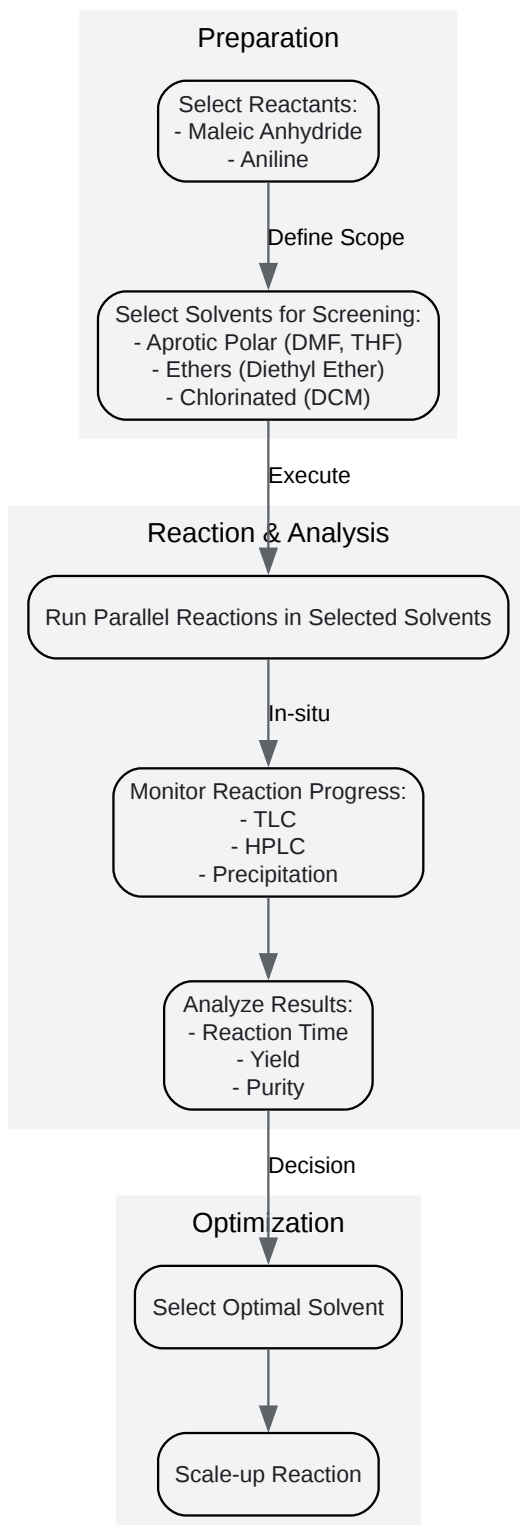 Preparation
Select Reactants:
- Maleic Anhydride
- Aniline
Define Scope
Select Solvents for Screening:
- Aprotic Polar (DMF, THF)
- Ethers (Diethyl Ether)
- Chlorinated (DCM)
Execute
Reaction & Analysis
Run Parallel Reactions in Selected Solvents
In-situ
Monitor Reaction Progress:
- TLC
- HPLC
- Precipitation
Analyze Results:
- Reaction Time
- Yield
- Purity
Decision
Optimization
Select Optimal Solvent
Scale-up Reaction